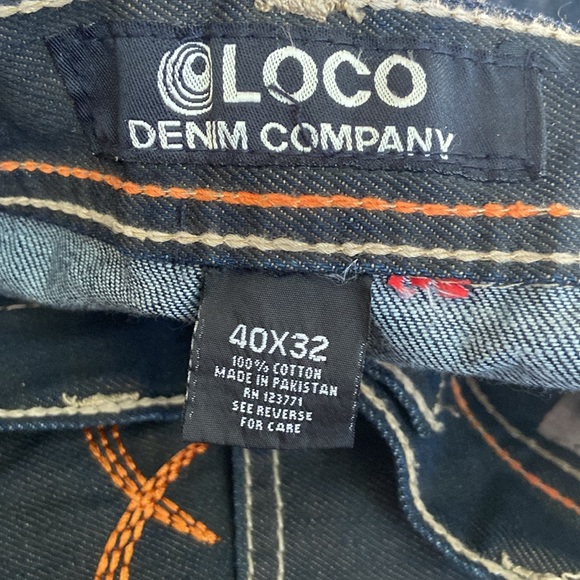 LOCO
DENIM COMPANY
40X32
100% COTTON
MADE IN PAKISTAN
RN 123771
SEE REVERSE
FOR CARE